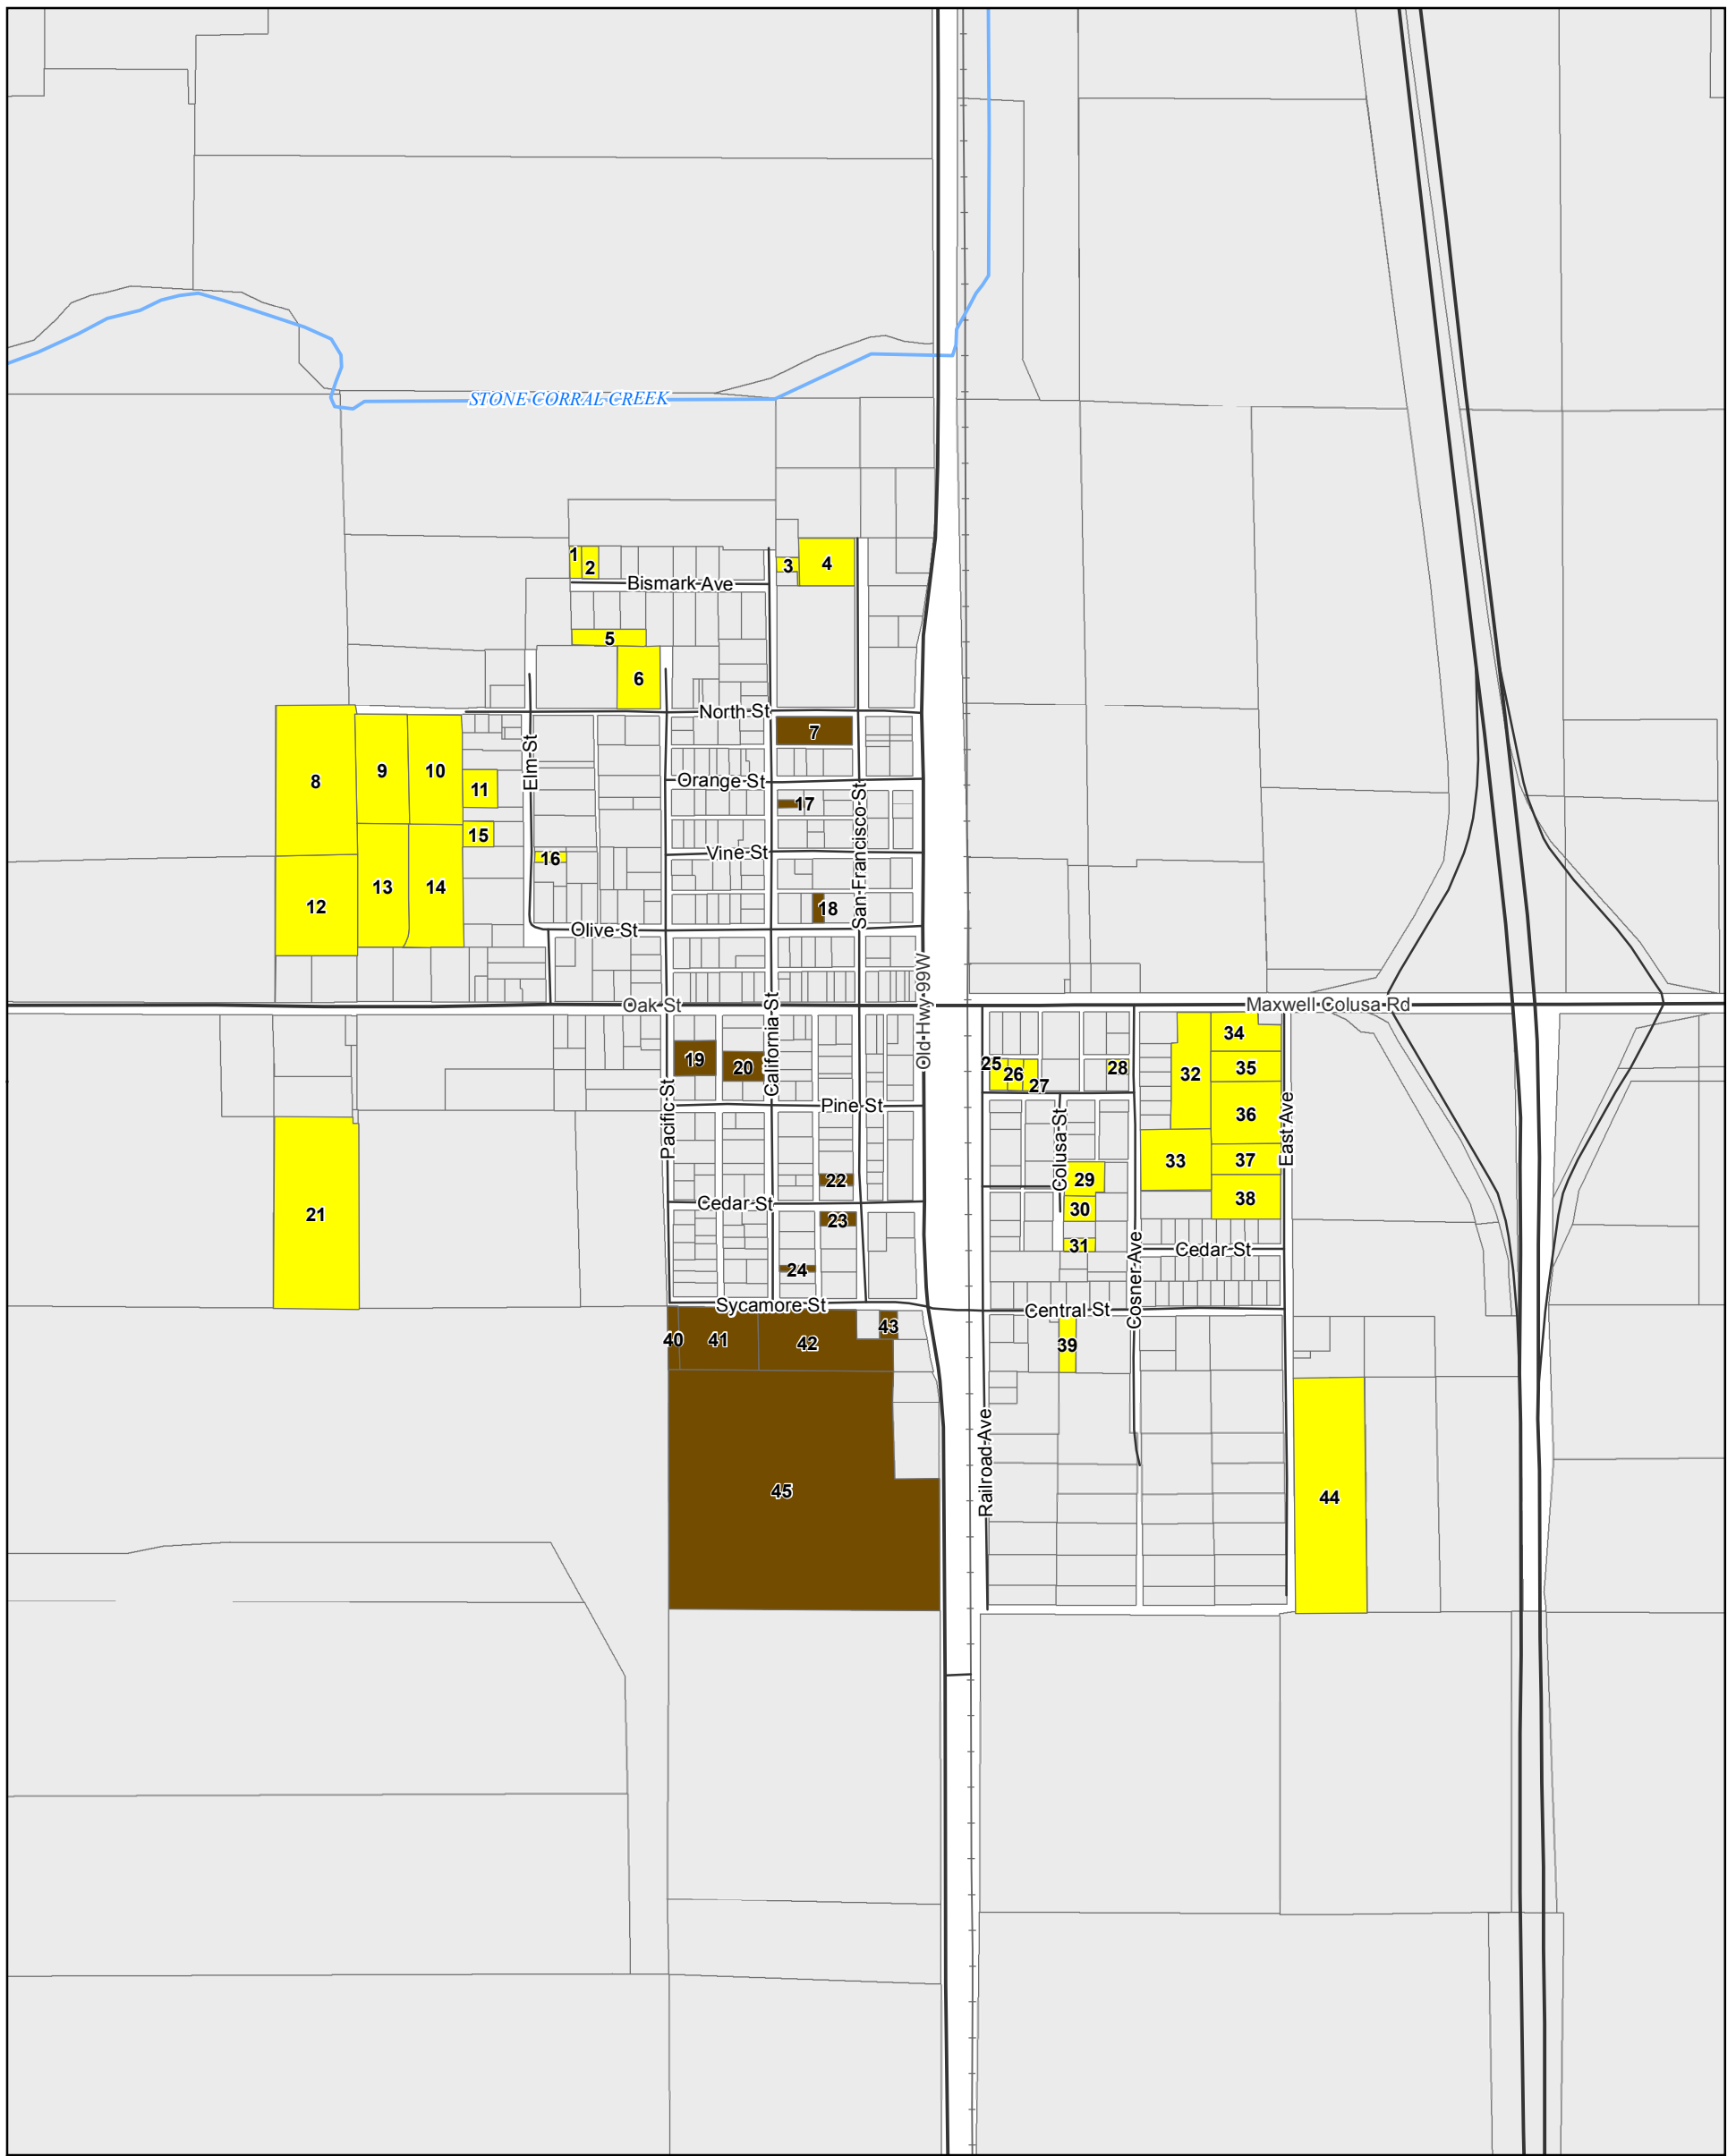 STONE CORRAL CREEK
1
2
3
4
Bismark Ave
5
6
North St
7
Elm St
8
9
10
11
Orange St
17
San Francisco St
15
16
Vine St
12
13
14
18
Olive St
Old Hwy 99W
Oak St
California St
Maxwell Colusa Rd
19
20
Pacific St
25
26
27
28
32
34
35
36
East Ave
Pine St
Colusa St
29
33
37
22
38
Cedar St
30
21
23
31
Cosner Ave
Cedar St
24
Sycamore St
Central St
40
41
42
43
39
Railroad Ave
45
44